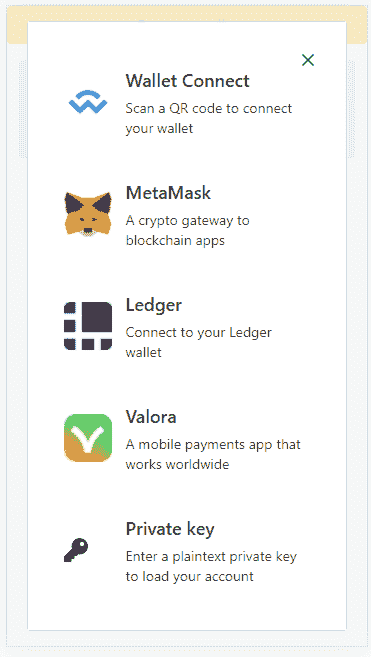 Wallet Connect
Scan a QR code to connect
your wallet
MetaMask
A crypto gateway to
blockchain apps
Ledger
Connect to your Ledger
wallet
Valora
A mobile payments app that
works worldwide
Private key
Enter a plaintext private key
to load your account